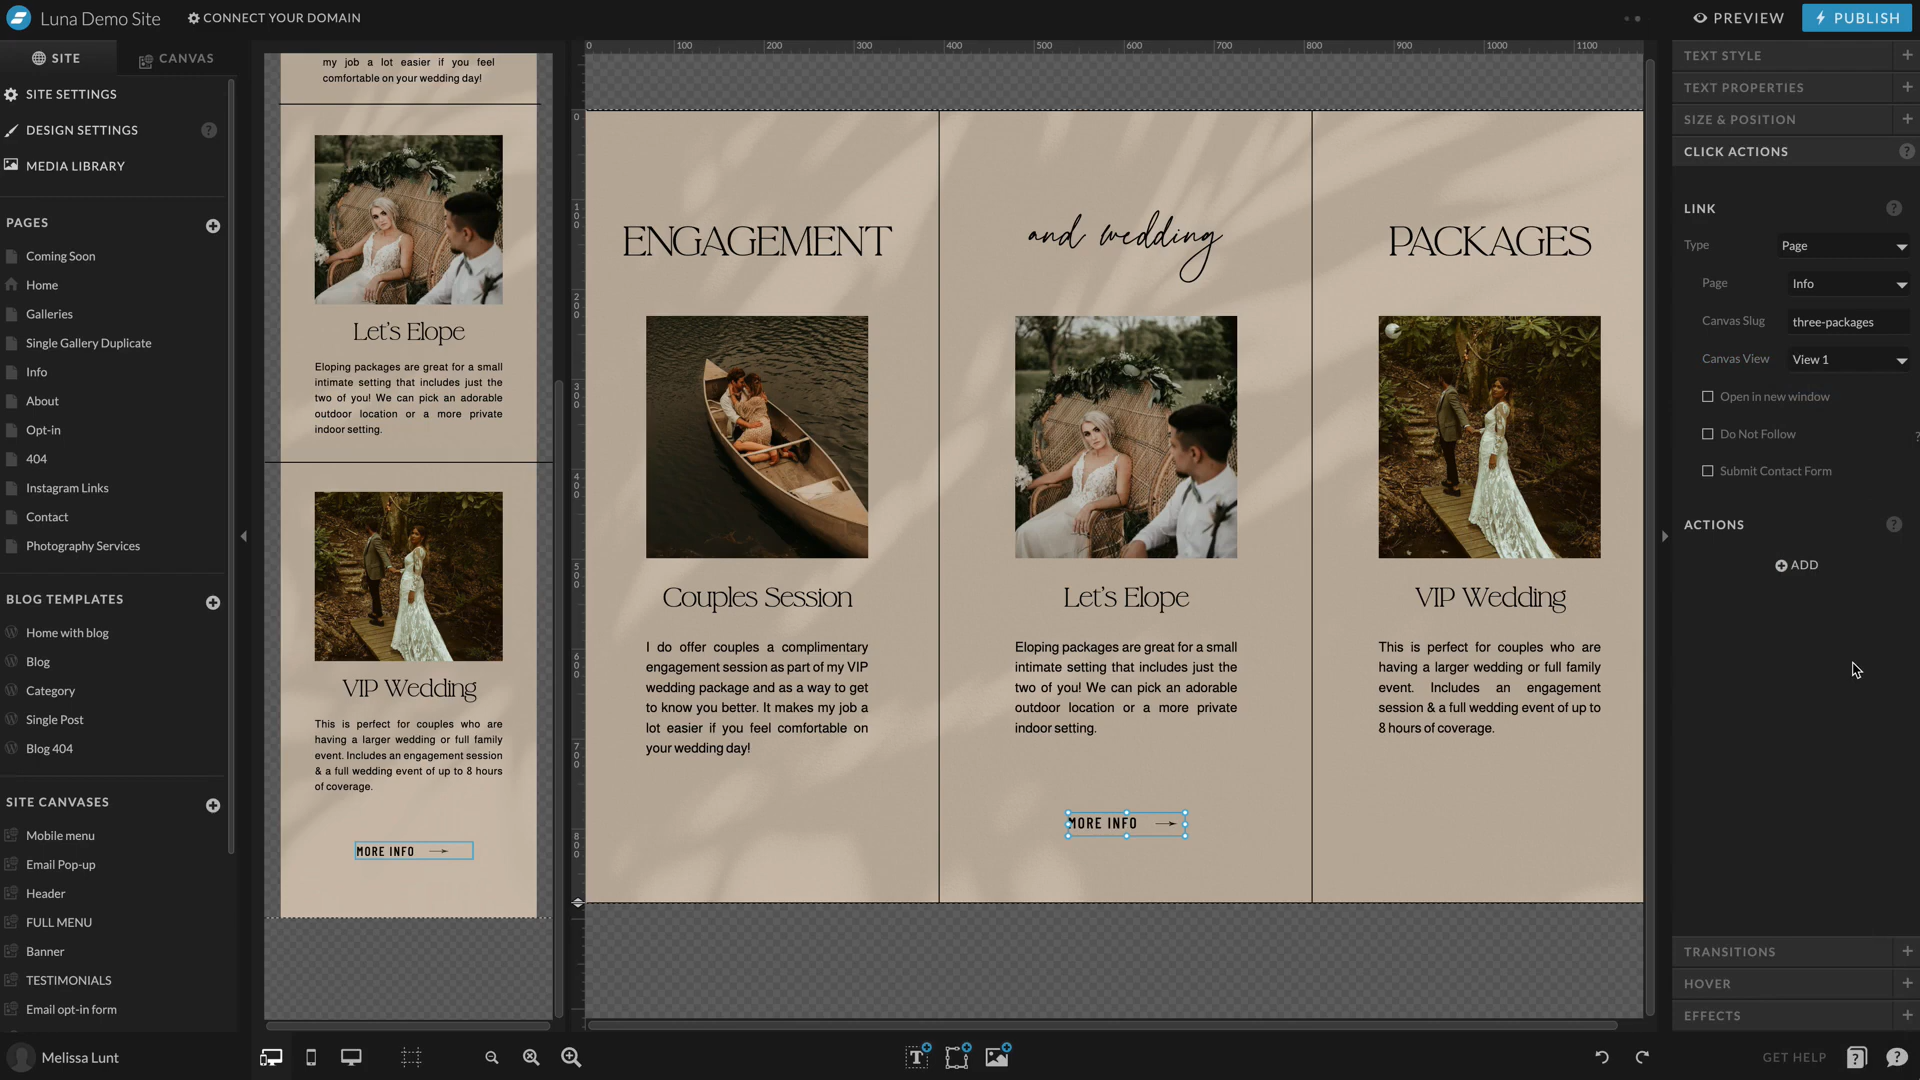 Luna Demo Site
CONNECT YOUR DOMAIN
PREVIEW
PUBLISH
SITE
CANVAS
SITE SETTINGS
DESIGN SETTINGS
?
MEDIA LIBRARY
PAGES
Coming Soon
Home
Galleries
Single Gallery Duplicate
Info
About
Opt-in
404
Instagram Links
Contact
Photography Services
BLOG TEMPLATES
Home with blog
Blog
Category
Single Post
Blog 404
SITE CANVASES
Mobile menu
Email Pop-up
Header
FULL MENU
Banner
TESTIMONIALS
Email opt-in form
Melissa Lunt
my job a lot easier if you feel
comfortable on your wedding day!
Let's Elope
Eloping packages are great for a small
intimate setting that includes just the
two of you! We can pick an adorable
outdoor location or a more private
indoor setting.
VIP Wedding
This is perfect for couples who are
having a larger wedding or full family
event. Includes an engagement session
& a full wedding event of up to 8 hours
of coverage.
MORE INFO
0 100 200 300 400 500 600 700 800 900 1000 1100
0
100
200
300
400
500
600
700
800
ENGAGEMENT
and wedding
PACKAGES
Couples Session
I do offer couples a complimentary
engagement session as part of my VIP
wedding package and as a way to get
to know you better. It makes my job a
lot easier if you feel comfortable on
your wedding day!
Let's Elope
Eloping packages are great for a small
intimate setting that includes just the
two of you! We can pick an adorable
outdoor location or a more private
indoor setting.
MORE INFO
VIP Wedding
This is perfect for couples who are
having a larger wedding or full family
event. Includes an engagement
session & a full wedding event of up to
8 hours of coverage.
TEXT STYLE
TEXT PROPERTIES
SIZE & POSITION
CLICK ACTIONS ?
LINK ?
Type Page
Page Info
Canvas Slug three-packages
Canvas View View 1
Open in new window
Do Not Follow ?
Submit Contact Form
ACTIONS ?
ADD
TRANSITIONS
HOVER
EFFECTS
T
GET HELP ? ?